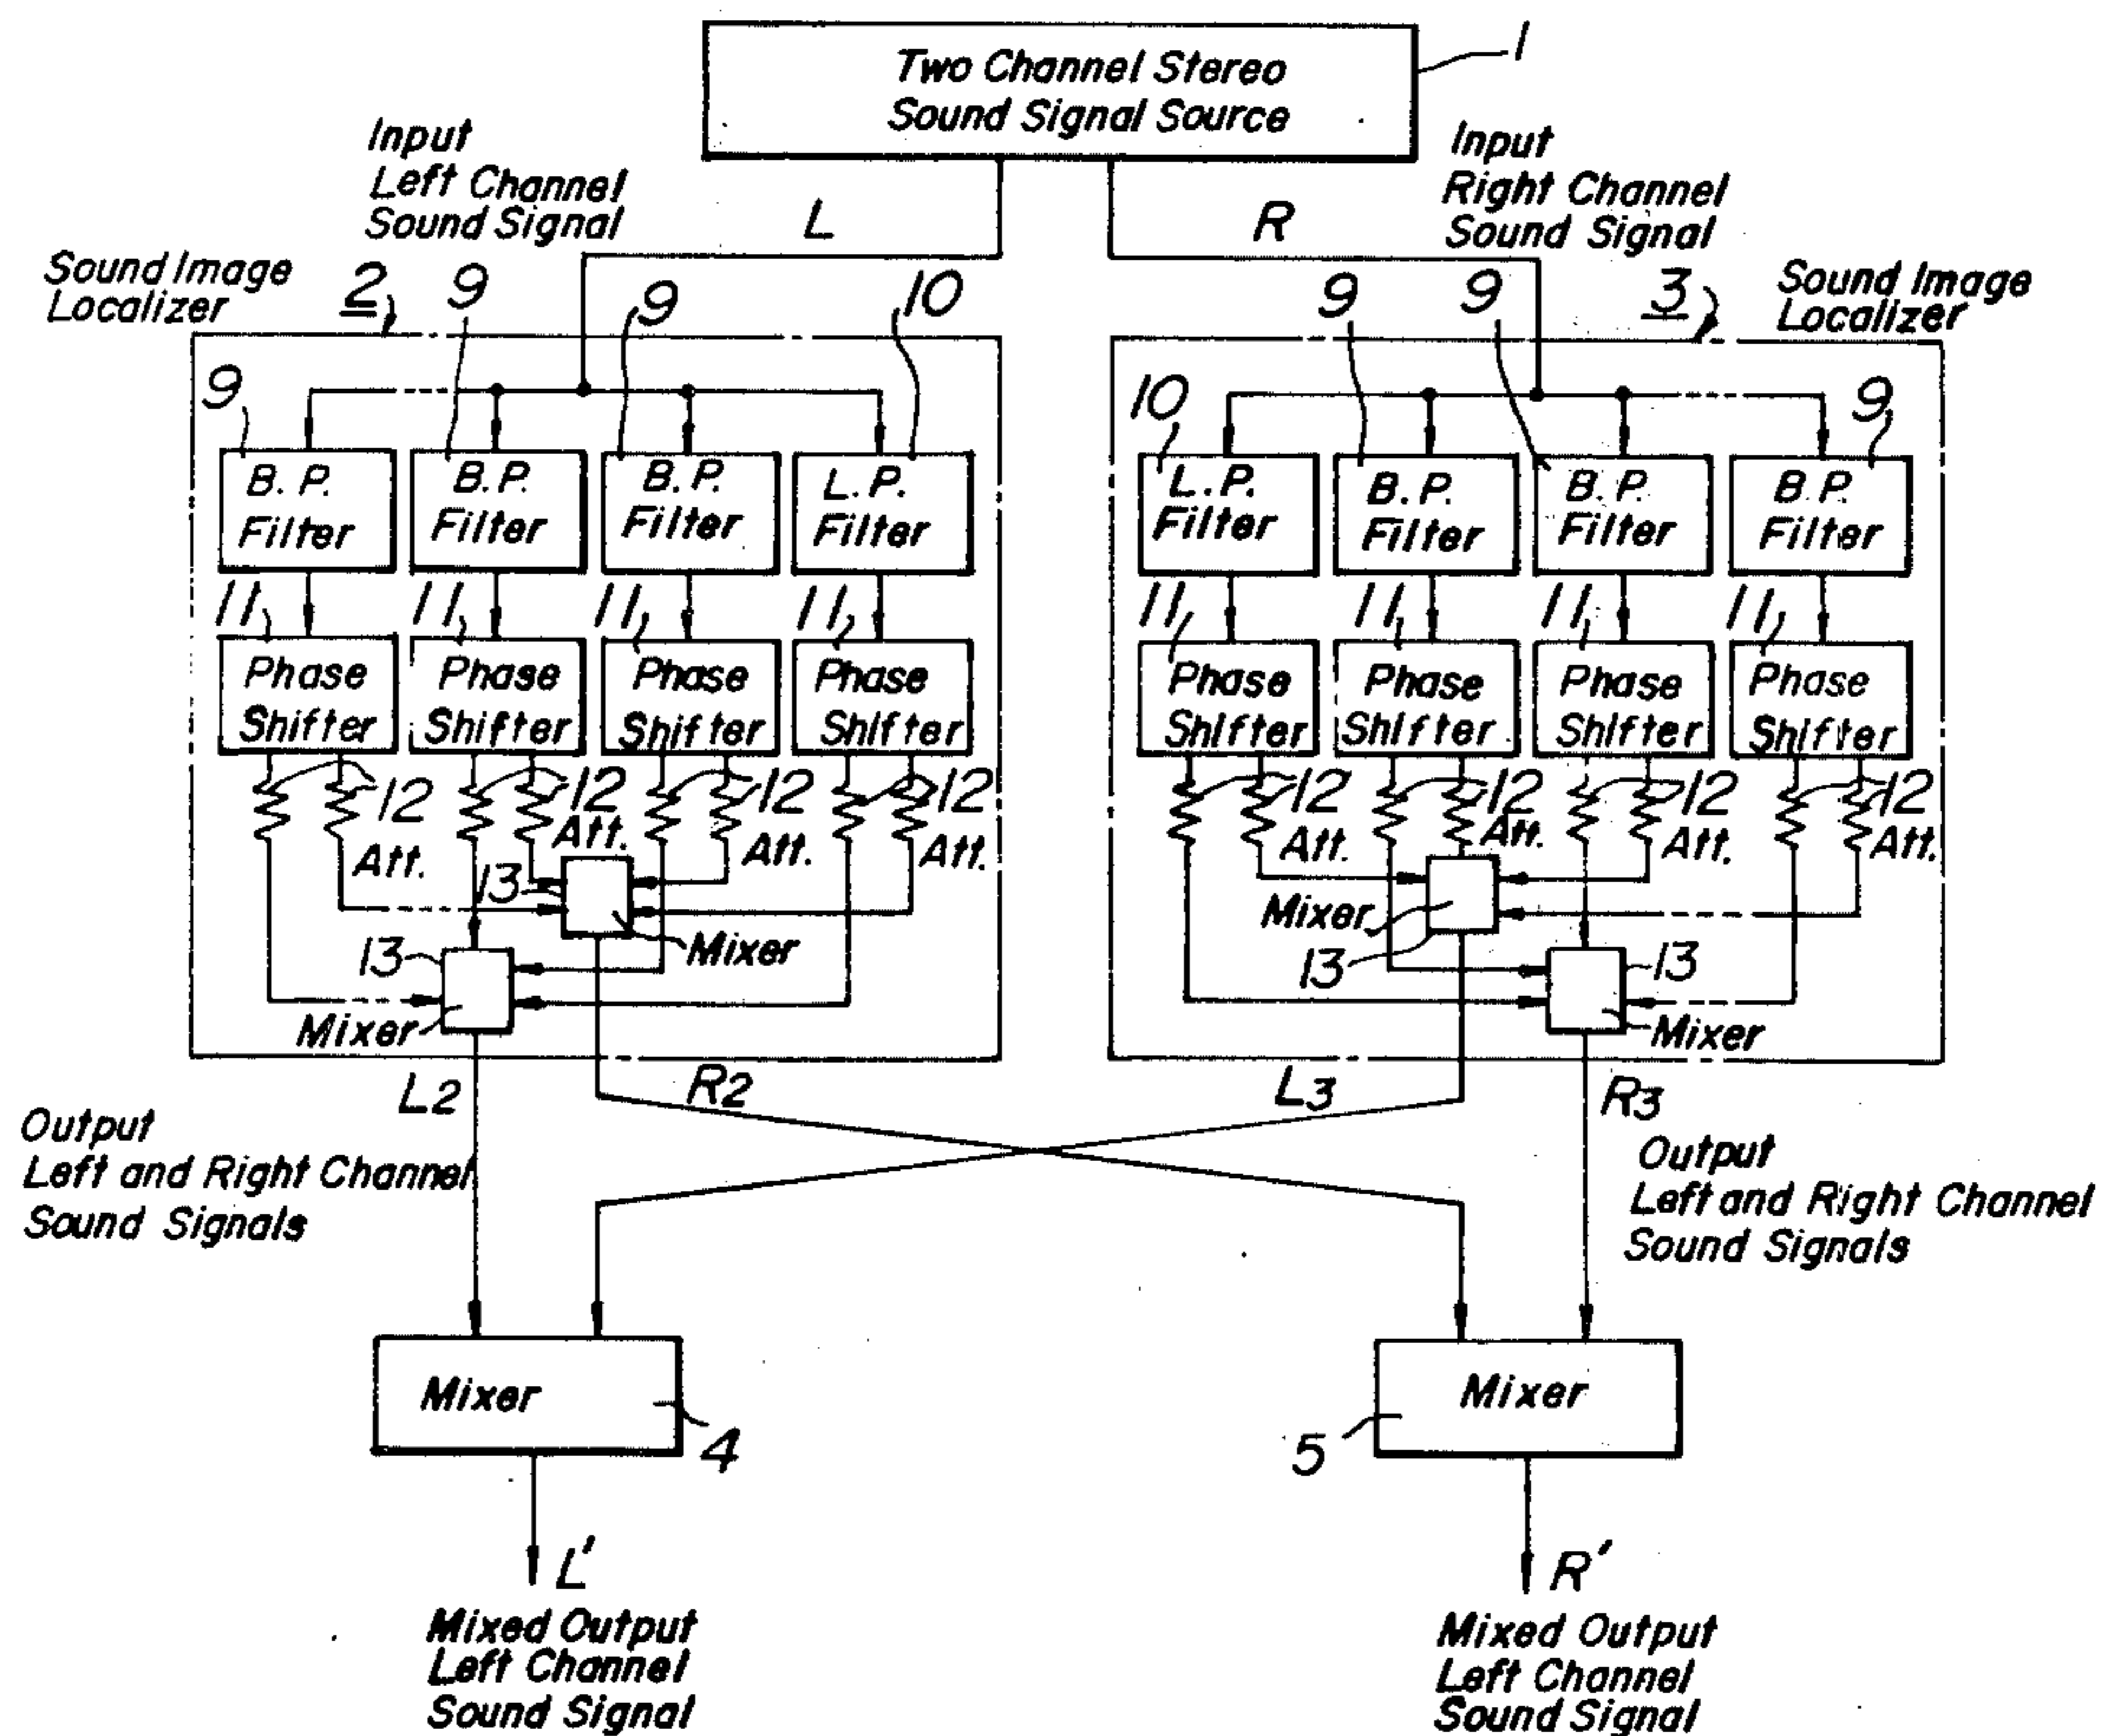 Two Channel Stereo
Sound Signal Source
1
Input
Left Channel
Sound Signal
L
R
Input
Right Channel
Sound Signal
Sound Image
Localizer
2
9
9
10
9
9
3
Sound Image
Localizer
9
10
9
B.P.
Filter
B.P.
Filter
B.P.
Filter
L.P.
Filter
L.P.
Filter
B.P.
Filter
B.P.
Filter
B.P.
Filter
11
11
11
11
11
11
11
11
Phase
Shifter
Phase
Shifter
Phase
Shifter
Phase
Shifter
Phase
Shifter
Phase
Shifter
Phase
Shifter
Phase
Shifter
12
12
12
12
12
12
12
12
Att.
Att.
Att.
Att.
Att.
Att.
Att.
Att.
13
Mixer
13
Mixer
Mixer
13
13
Mixer
L2
R2
L3
R3
Output
Left and Right Channel
Sound Signals
Output
Left and Right Channel
Sound Signals
Mixer
4
Mixer
5
L'
R'
Mixed Output
Left Channel
Sound Signal
Mixed Output
Left Channel
Sound Signal